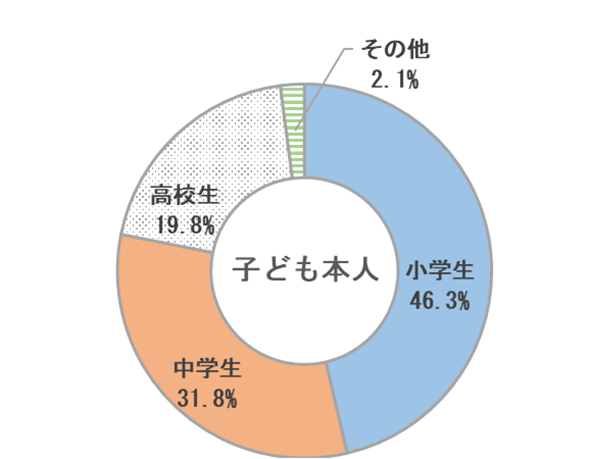 その他
2.1%
高校生
19.8%
子ども本人
小学生
46.3%
中学生
31.8%